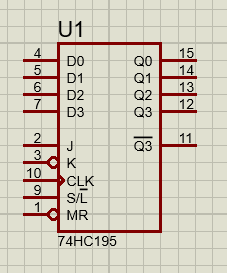 U1
4 D0 Q0 15
5 D1 Q1 14
6 D2 Q2 13
7 D3 Q3 12
2 J Q̅3̅ 11
3 K
10 CLK
9 S/L̅
1 MR
74HC195